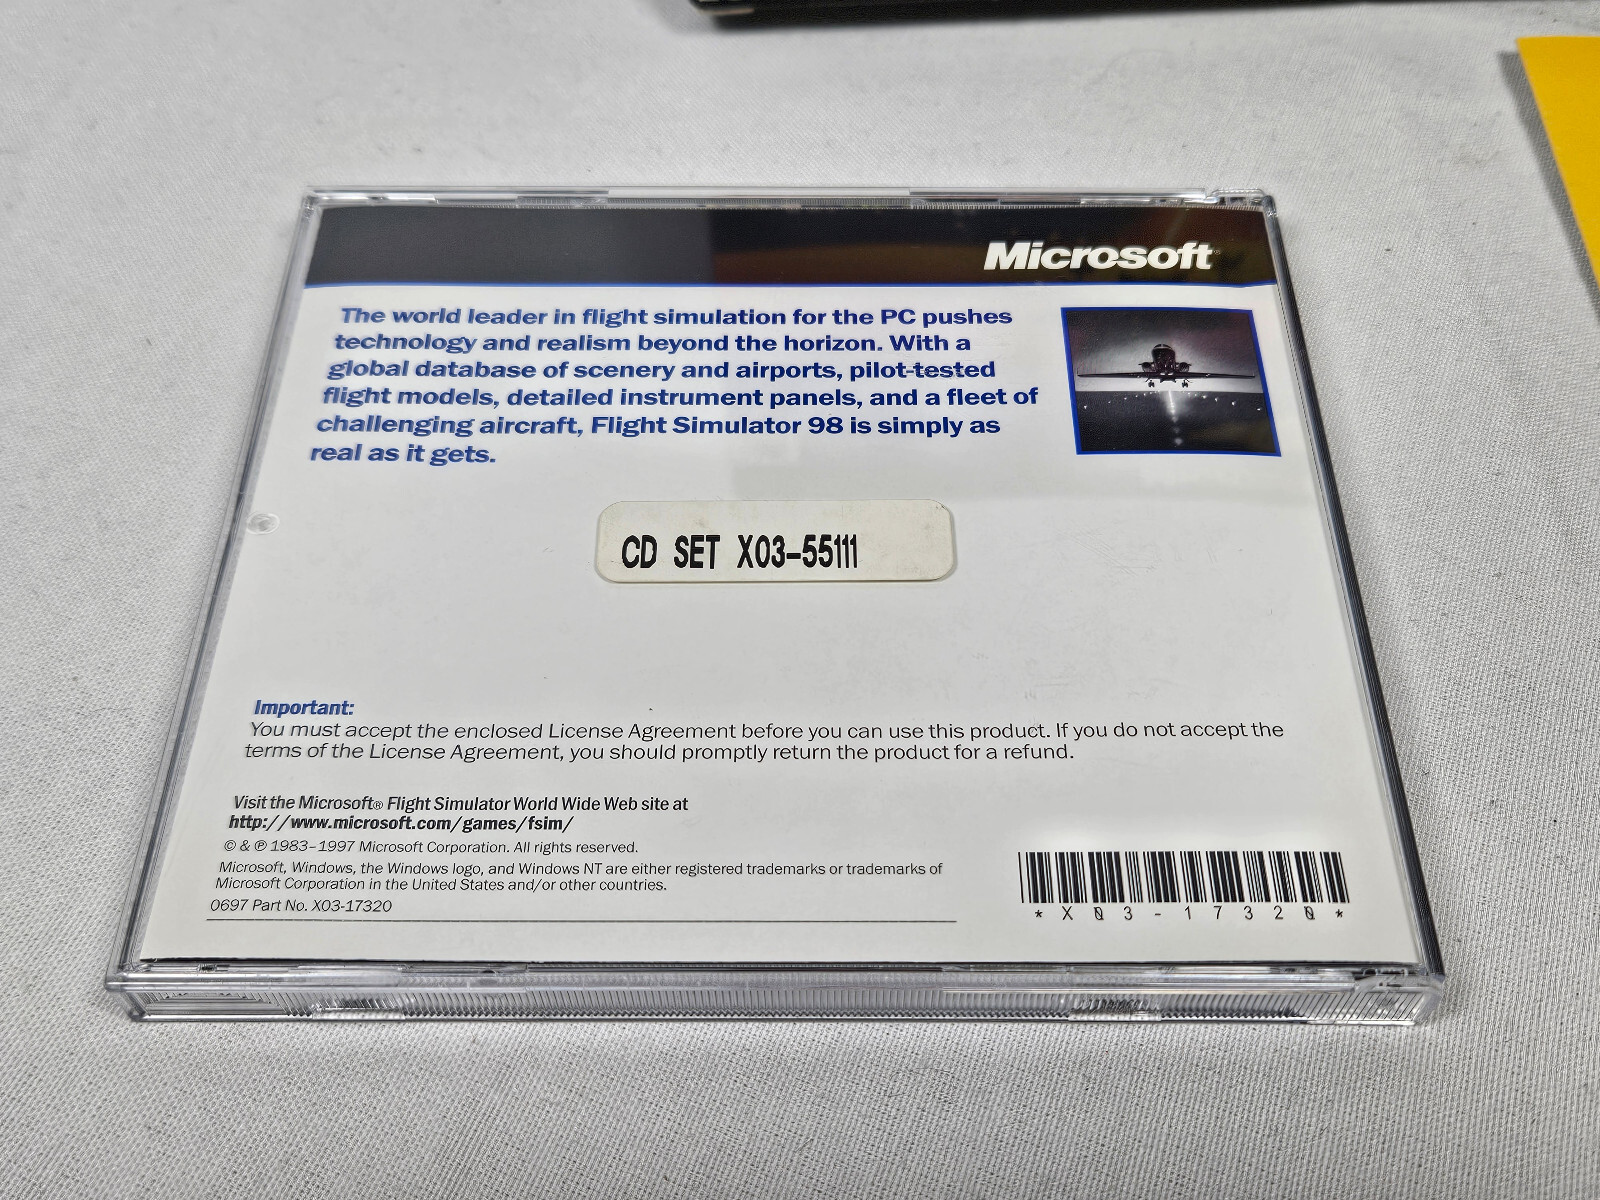 Microsoft
The world leader in flight simulation for the PC pushes
technology and realism beyond the horizon. With a
global database of scenery and airports, pilot-tested
flight models, detailed instrument panels, and a fleet of
challenging aircraft, Flight Simulator 98 is simply as
real as it gets.
CD SET X03-55111
Important:
You must accept the enclosed License Agreement before you can use this product. If you do not accept the
terms of the License Agreement, you should promptly return the product for a refund.
Visit the Microsoft® Flight Simulator World Wide Web site at
http://www.microsoft.com/games/fsim/
© & ℗ 1983–1997 Microsoft Corporation. All rights reserved.
Microsoft, Windows, the Windows logo, and Windows NT are either registered trademarks or trademarks of
Microsoft Corporation in the United States and/or other countries.
0697 Part No. X03-17320
*X03-17320*